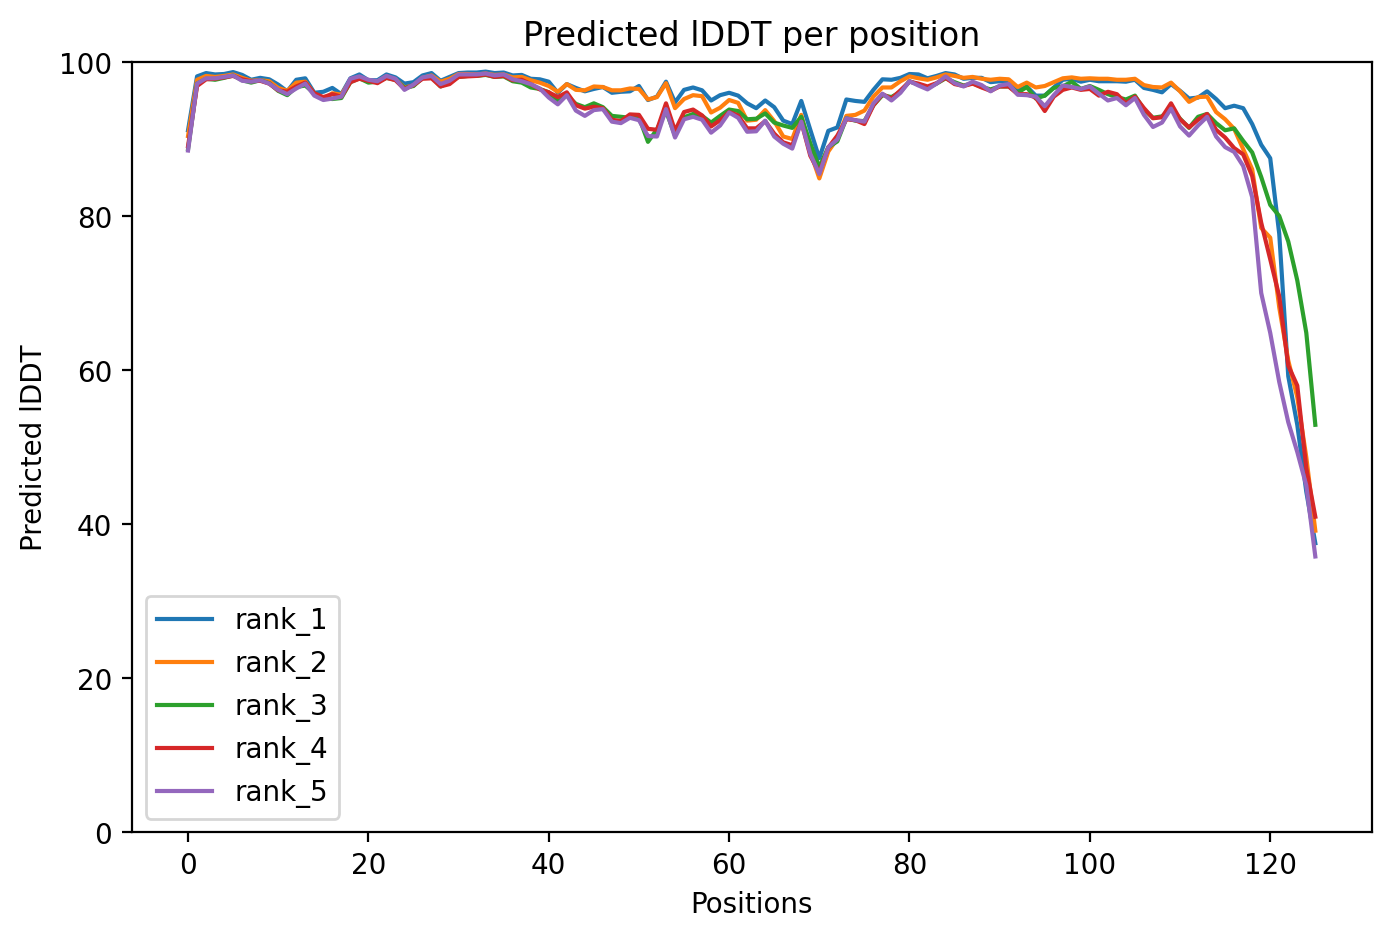 Predicted lDDT per position
Predicted lDDT
100
80
60
40
20
0
rank_1
rank_2
rank_3
rank_4
rank_5
0 20 40 60 80 100 120
Positions